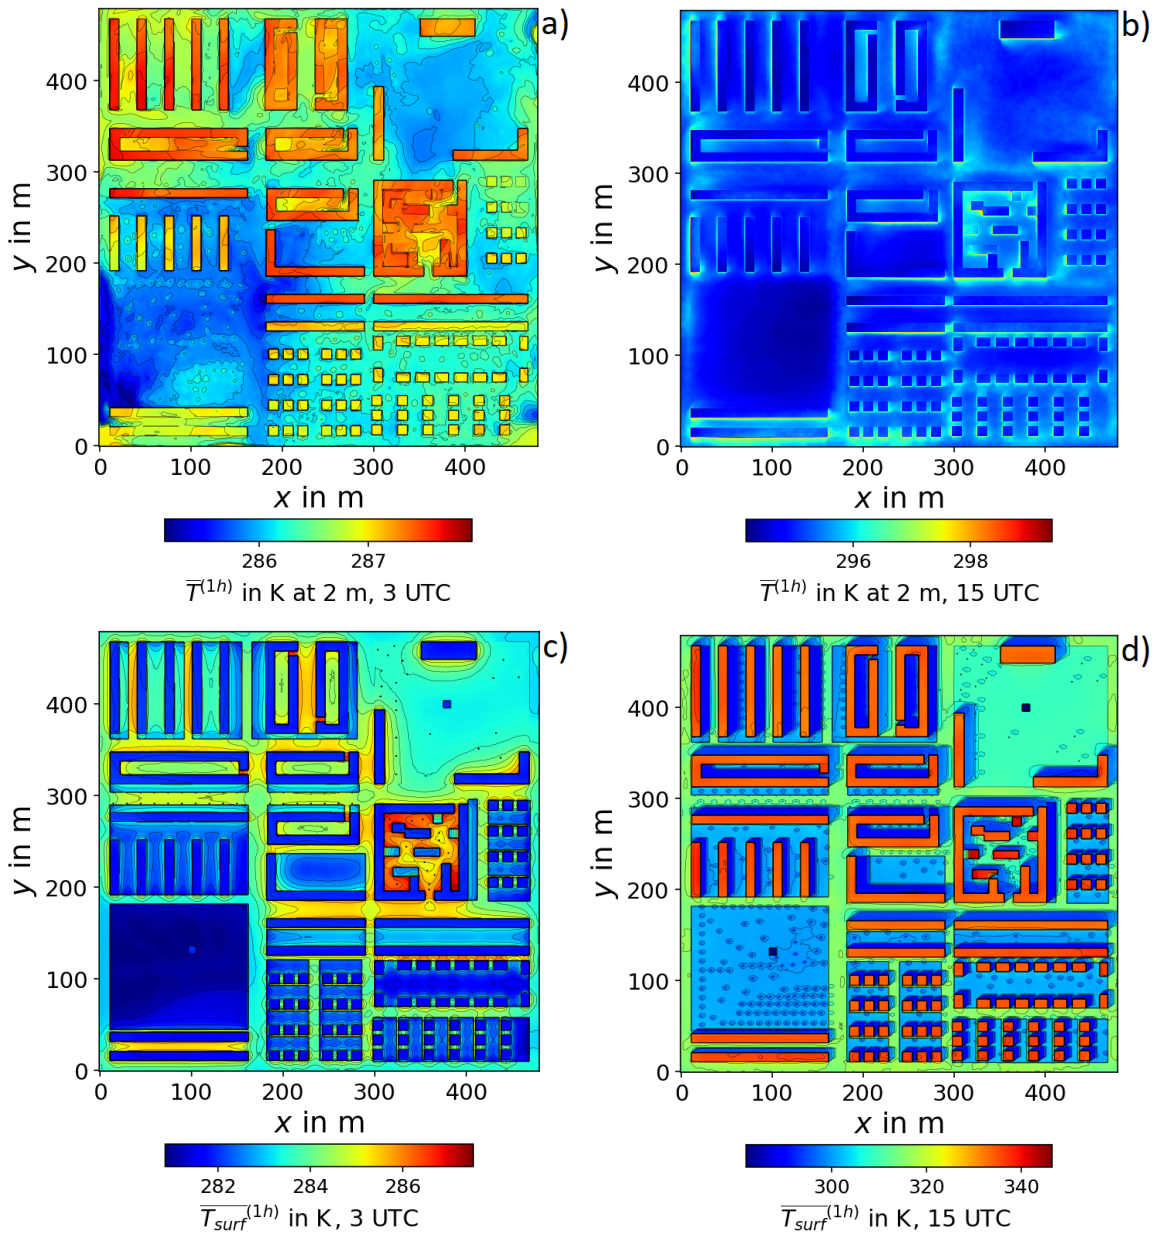 a)
b)
400
300
200
100
0
y in m
0 100 200 300 400
x in m
286 287
T̅⁽¹ʰ⁾ in K at 2 m, 3 UTC
400
300
200
100
0
y in m
0 100 200 300 400
x in m
296 298
T̅⁽¹ʰ⁾ in K at 2 m, 15 UTC
c)
d)
400
300
200
100
0
y in m
0 100 200 300 400
x in m
282 284 286
T̅surf⁽¹ʰ⁾ in K, 3 UTC
400
300
200
100
0
y in m
0 100 200 300 400
x in m
300 320 340
T̅surf⁽¹ʰ⁾ in K, 15 UTC